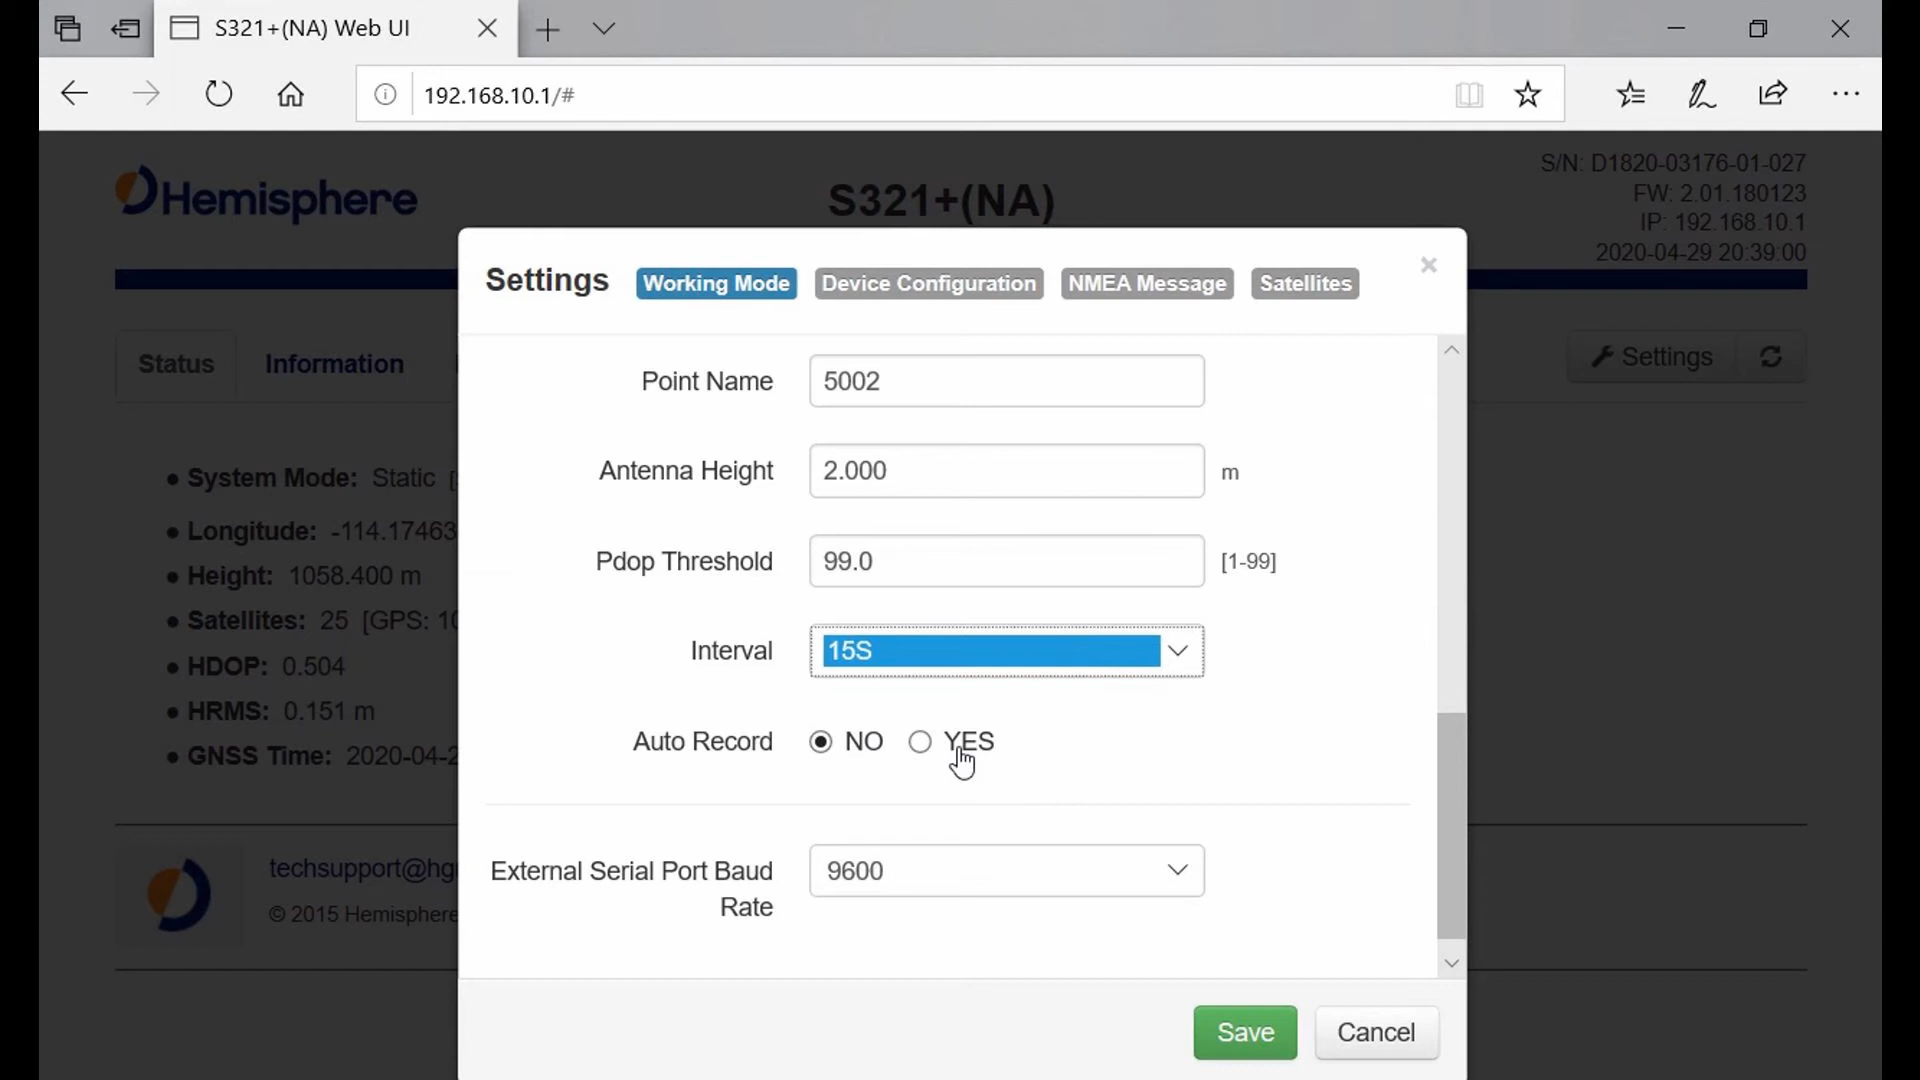 S321+(NA) Web UI
192.168.10.1/#
Hemisphere
S321+(NA)
S/N: D1820-03176-01-027
FW: 2.01.180123
IP: 192.168.10.1
2020-04-29 20:39:00
Settings Working Mode Device Configuration NMEA Message Satellites ×
Status Information Settings
Point Name 5002
Antenna Height 2.000 m
Pdop Threshold 99.0 [1-99]
Interval 15S
Auto Record NO YES
External Serial Port Baud Rate 9600
System Mode: Static
Longitude: -114.17463
Height: 1058.400 m
Satellites: 25 [GPS: 10
HDOP: 0.504
HRMS: 0.151 m
GNSS Time: 2020-04-2
techsupport@hg
© 2015 Hemisphere
Save Cancel